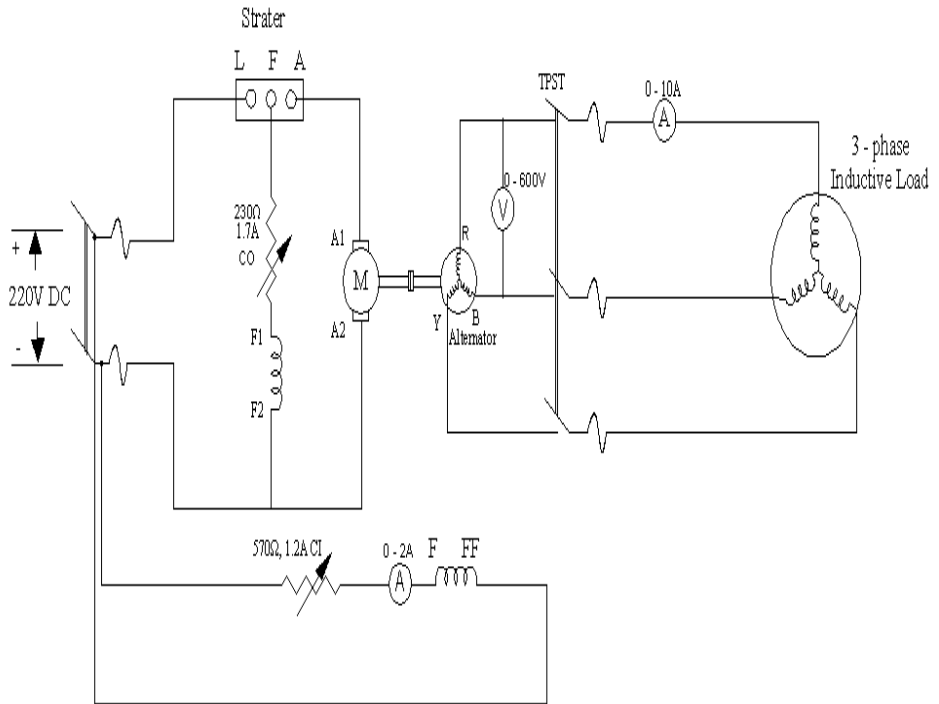 Strater
L F A
TPST
0 - 10A
A
3 - phase
Inductive Load
0 - 600V
V
230Ω
1.7A
CO
+
220V DC
-
A1
M
A2
R
Y
B
Alternator
F1
F2
570Ω, 1.2A CI
0 - 2A
A
F FF